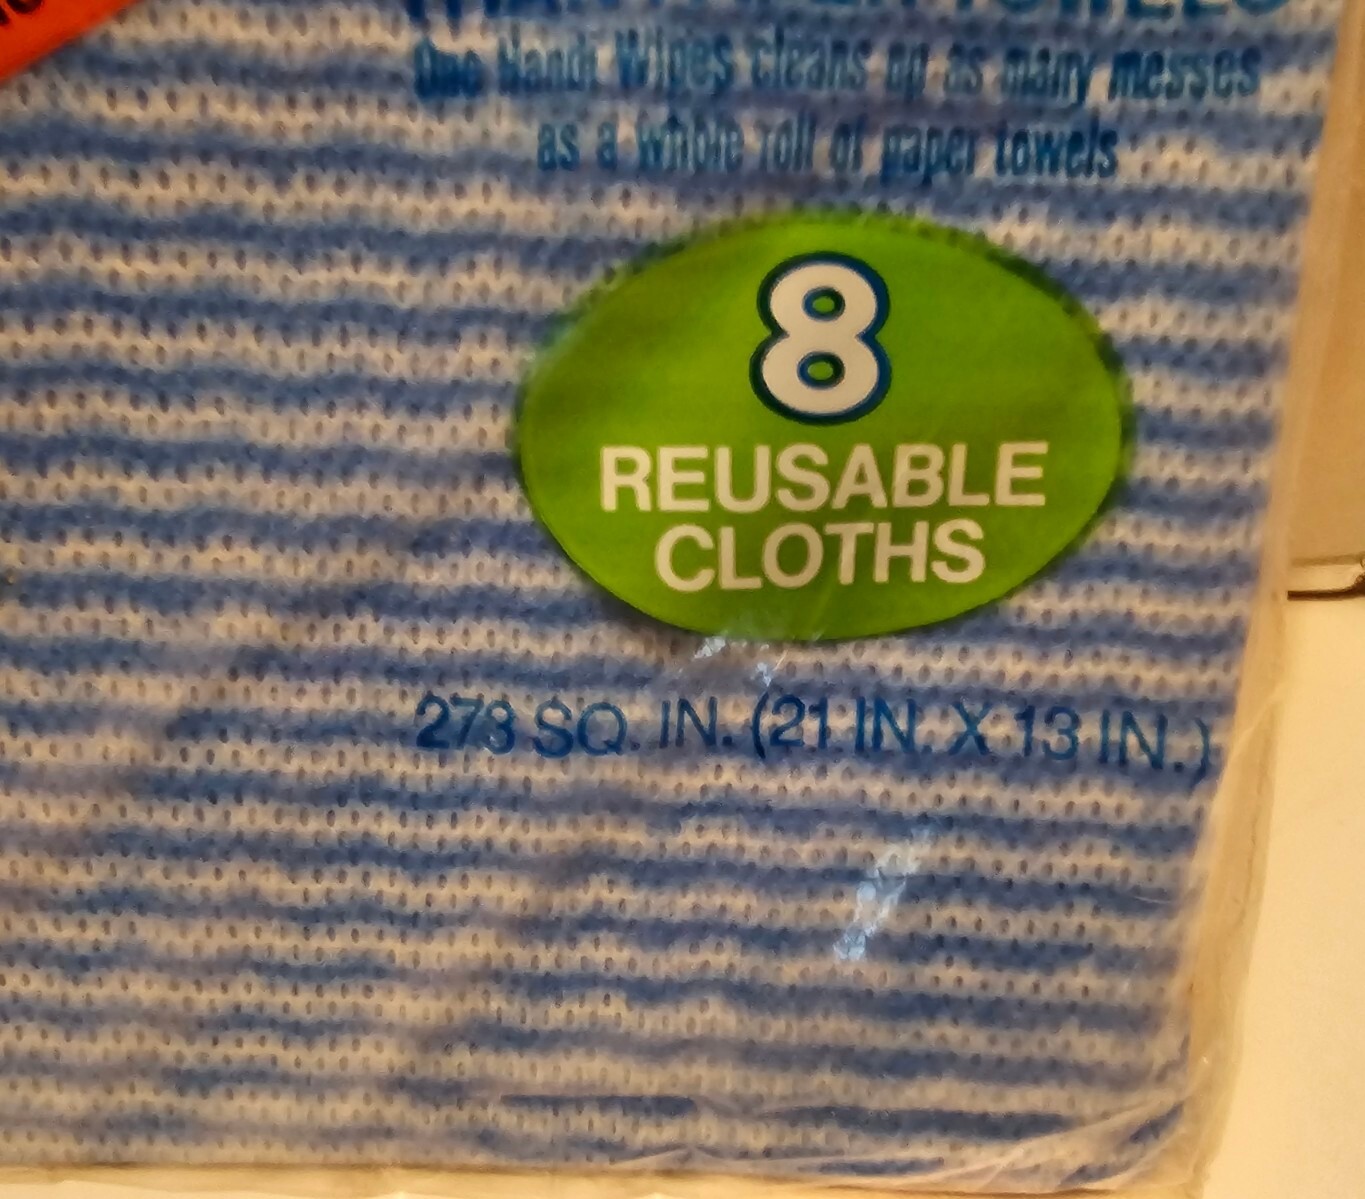 TOWELS
One Handi Wipes cleans up as many messes
as a whole roll of paper towels
8
REUSABLE
CLOTHS
273 SQ. IN. (21 IN. X 13 IN.)